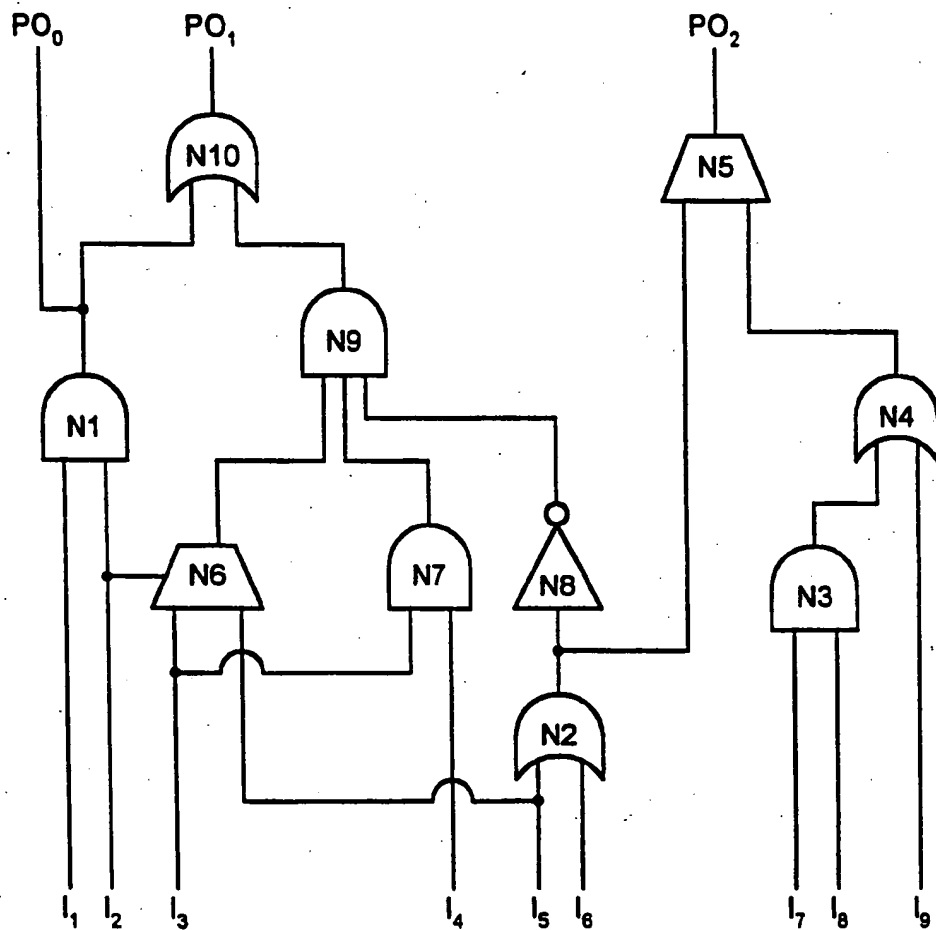 PO₀ PO₁ PO₂
N10
N5
N9
N1
N4
N6
N7
N8
N3
N2
I₁ I₂ I₃ I₄ I₅ I₆ I₇ I₈ I₉